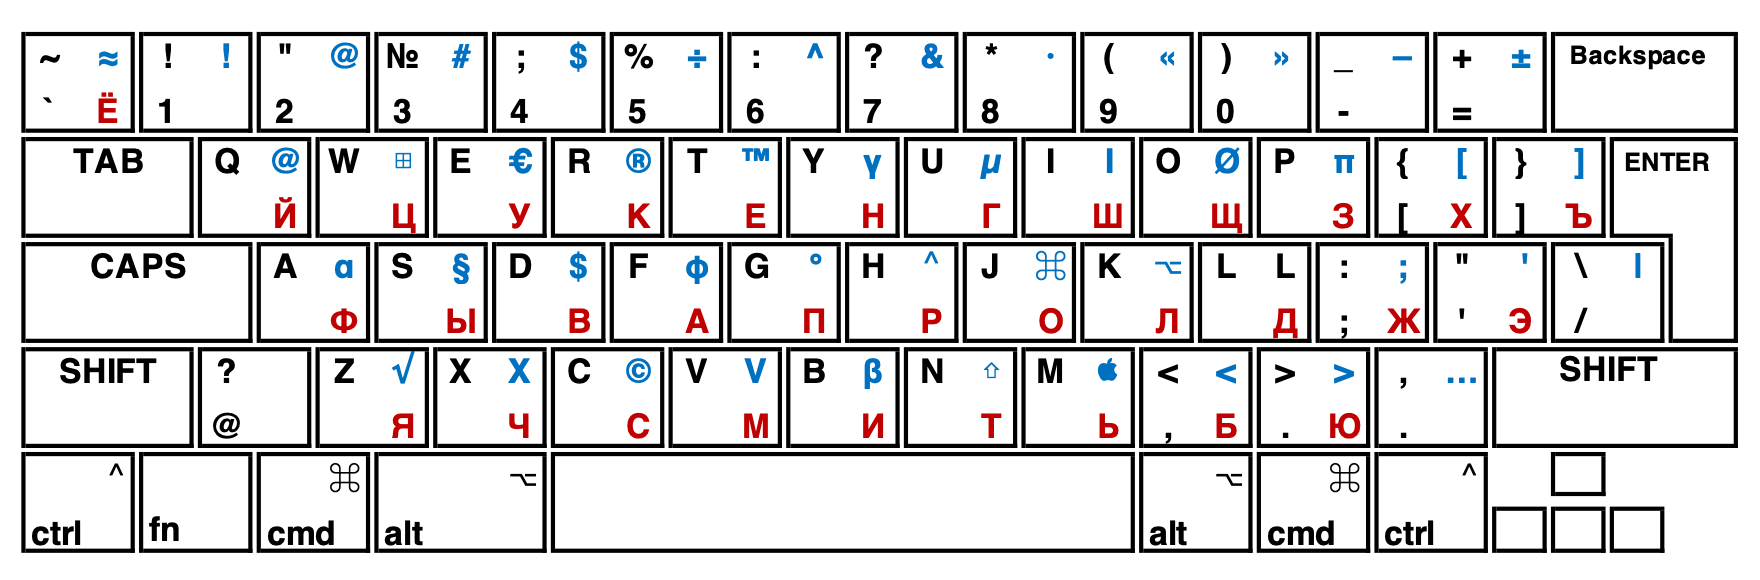 ~ ≈ ! ! " @ № # ; $ % ÷ : ^ ? & * · ( « ) » _ – + ± Backspace
` Ё 1 2 3 4 5 6 7 8 9 0 - =
TAB Q @ W ⊞ E € R ® T ™ Y γ U µ I I O Ø P π { [ } ] ENTER
Й Ц У К Е Н Г Ш Щ З [ Х ] Ъ
CAPS A α S § D $ F φ G ° H ^ J ⌘ K ⌥ L L : ; " ' \ |
Ф Ы В А П Р О Л Д ; Ж ' Э /
SHIFT ? Z √ X X C © V V B β N ⇧ M  < < > > , … SHIFT
@ Я Ч С М И Т Ь , Б . Ю .
^ ⌘ ⌥ ⌥ ⌘ ^
ctrl fn cmd alt alt cmd ctrl